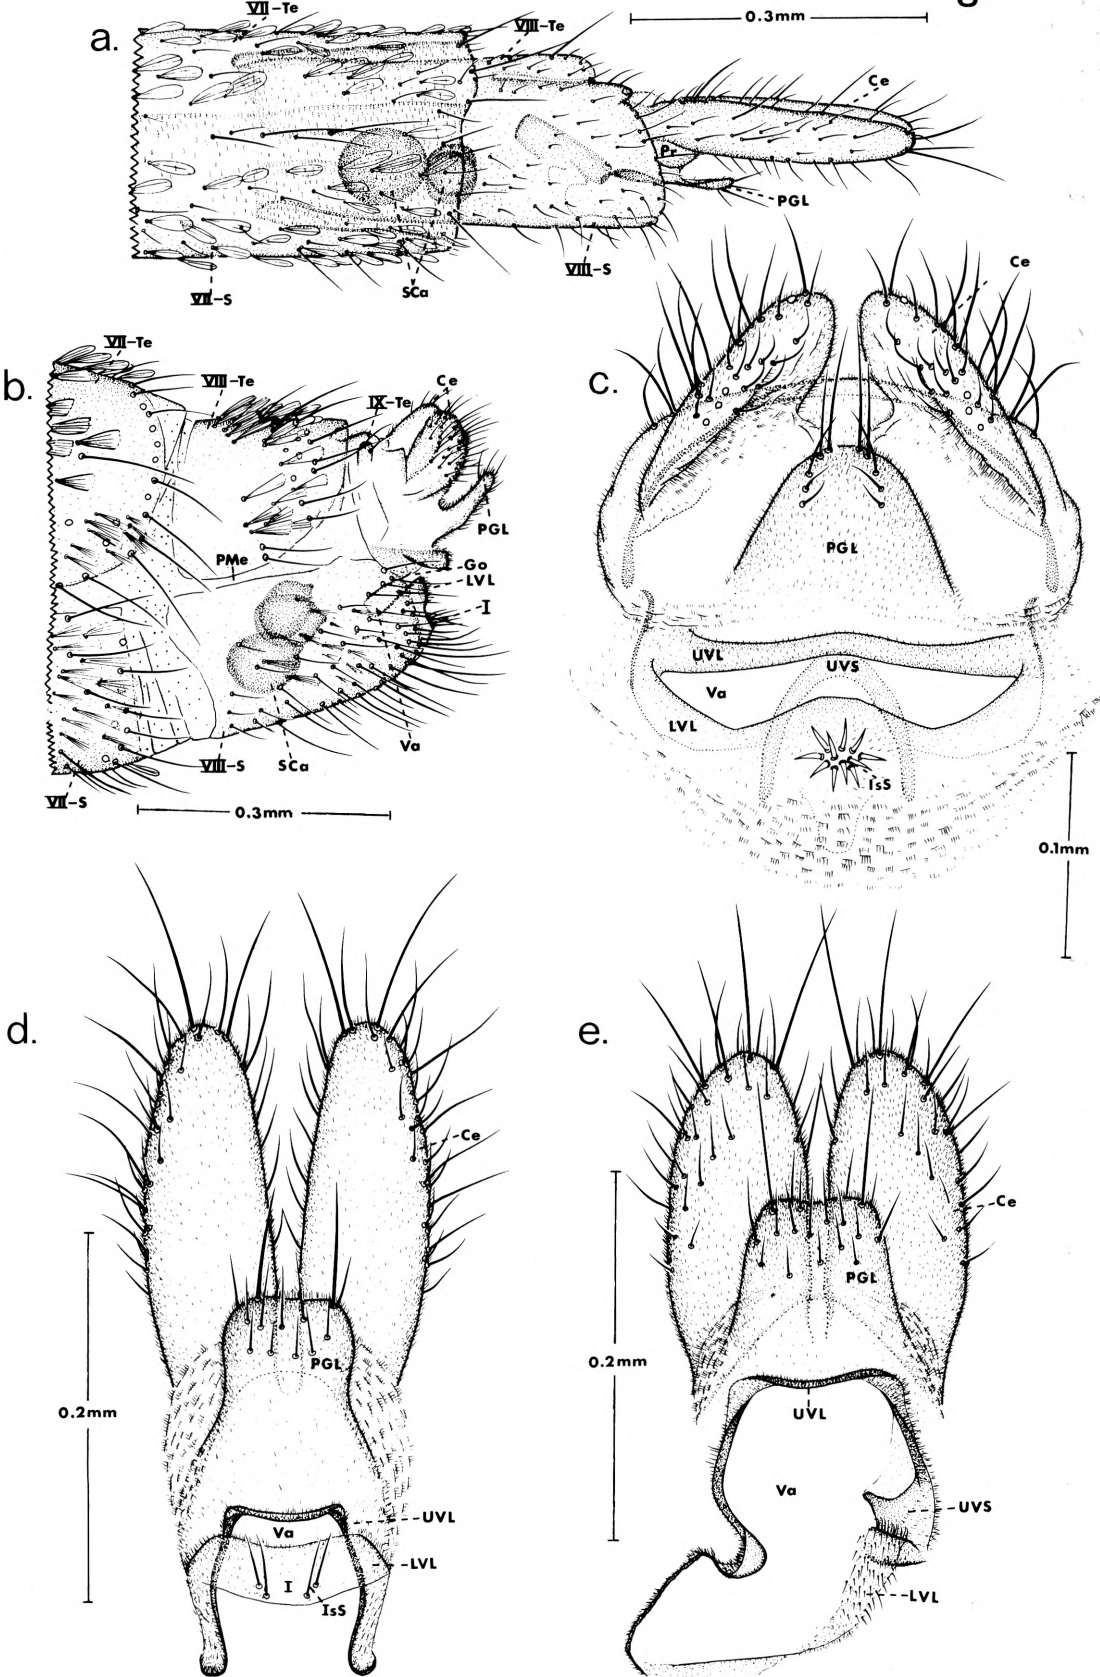 g
0.3mm
a.
VII-Te
VIII-Te
Ce
Pr
PGL
VII-S
SCa
VIII-S
b.
VII-Te
VIII-Te
IX-Te
Ce
PGL
PMe
Go
LVL
I
Va
VIII-S
SCa
VII-S
0.3mm
c.
Ce
PGL
UVL
UVS
Va
LVL
IsS
0.1mm
d.
Ce
PGL
0.2mm
UVL
Va
LVL
I
IsS
e.
Ce
PGL
0.2mm
UVL
Va
UVS
LVL